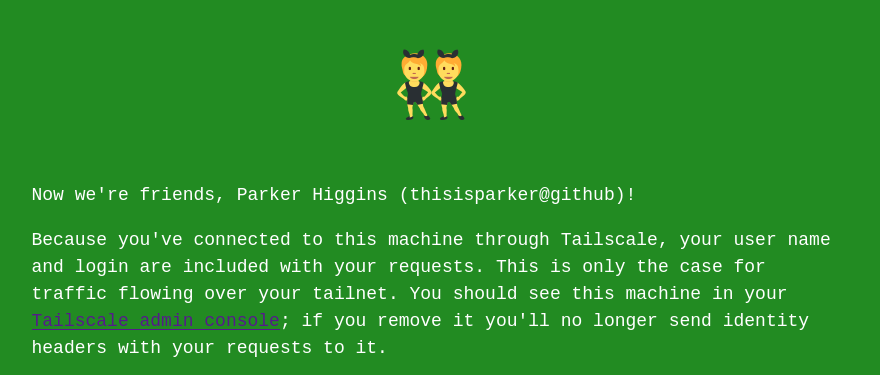 Now we're friends, Parker Higgins (thisisparker@github)!
Because you've connected to this machine through Tailscale, your user name
and login are included with your requests. This is only the case for
traffic flowing over your tailnet. You should see this machine in your
Tailscale admin console; if you remove it you'll no longer send identity
headers with your requests to it.